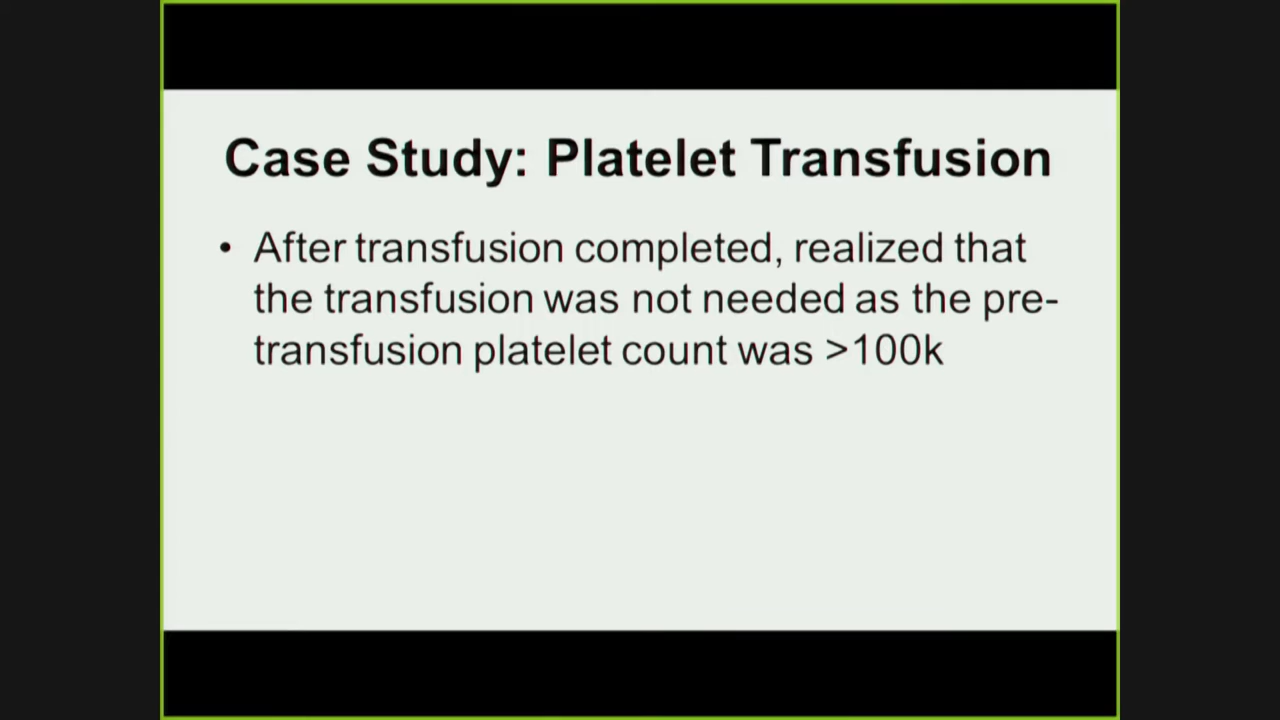 Case Study: Platelet Transfusion
• After transfusion completed, realized that
the transfusion was not needed as the pre-
transfusion platelet count was >100k